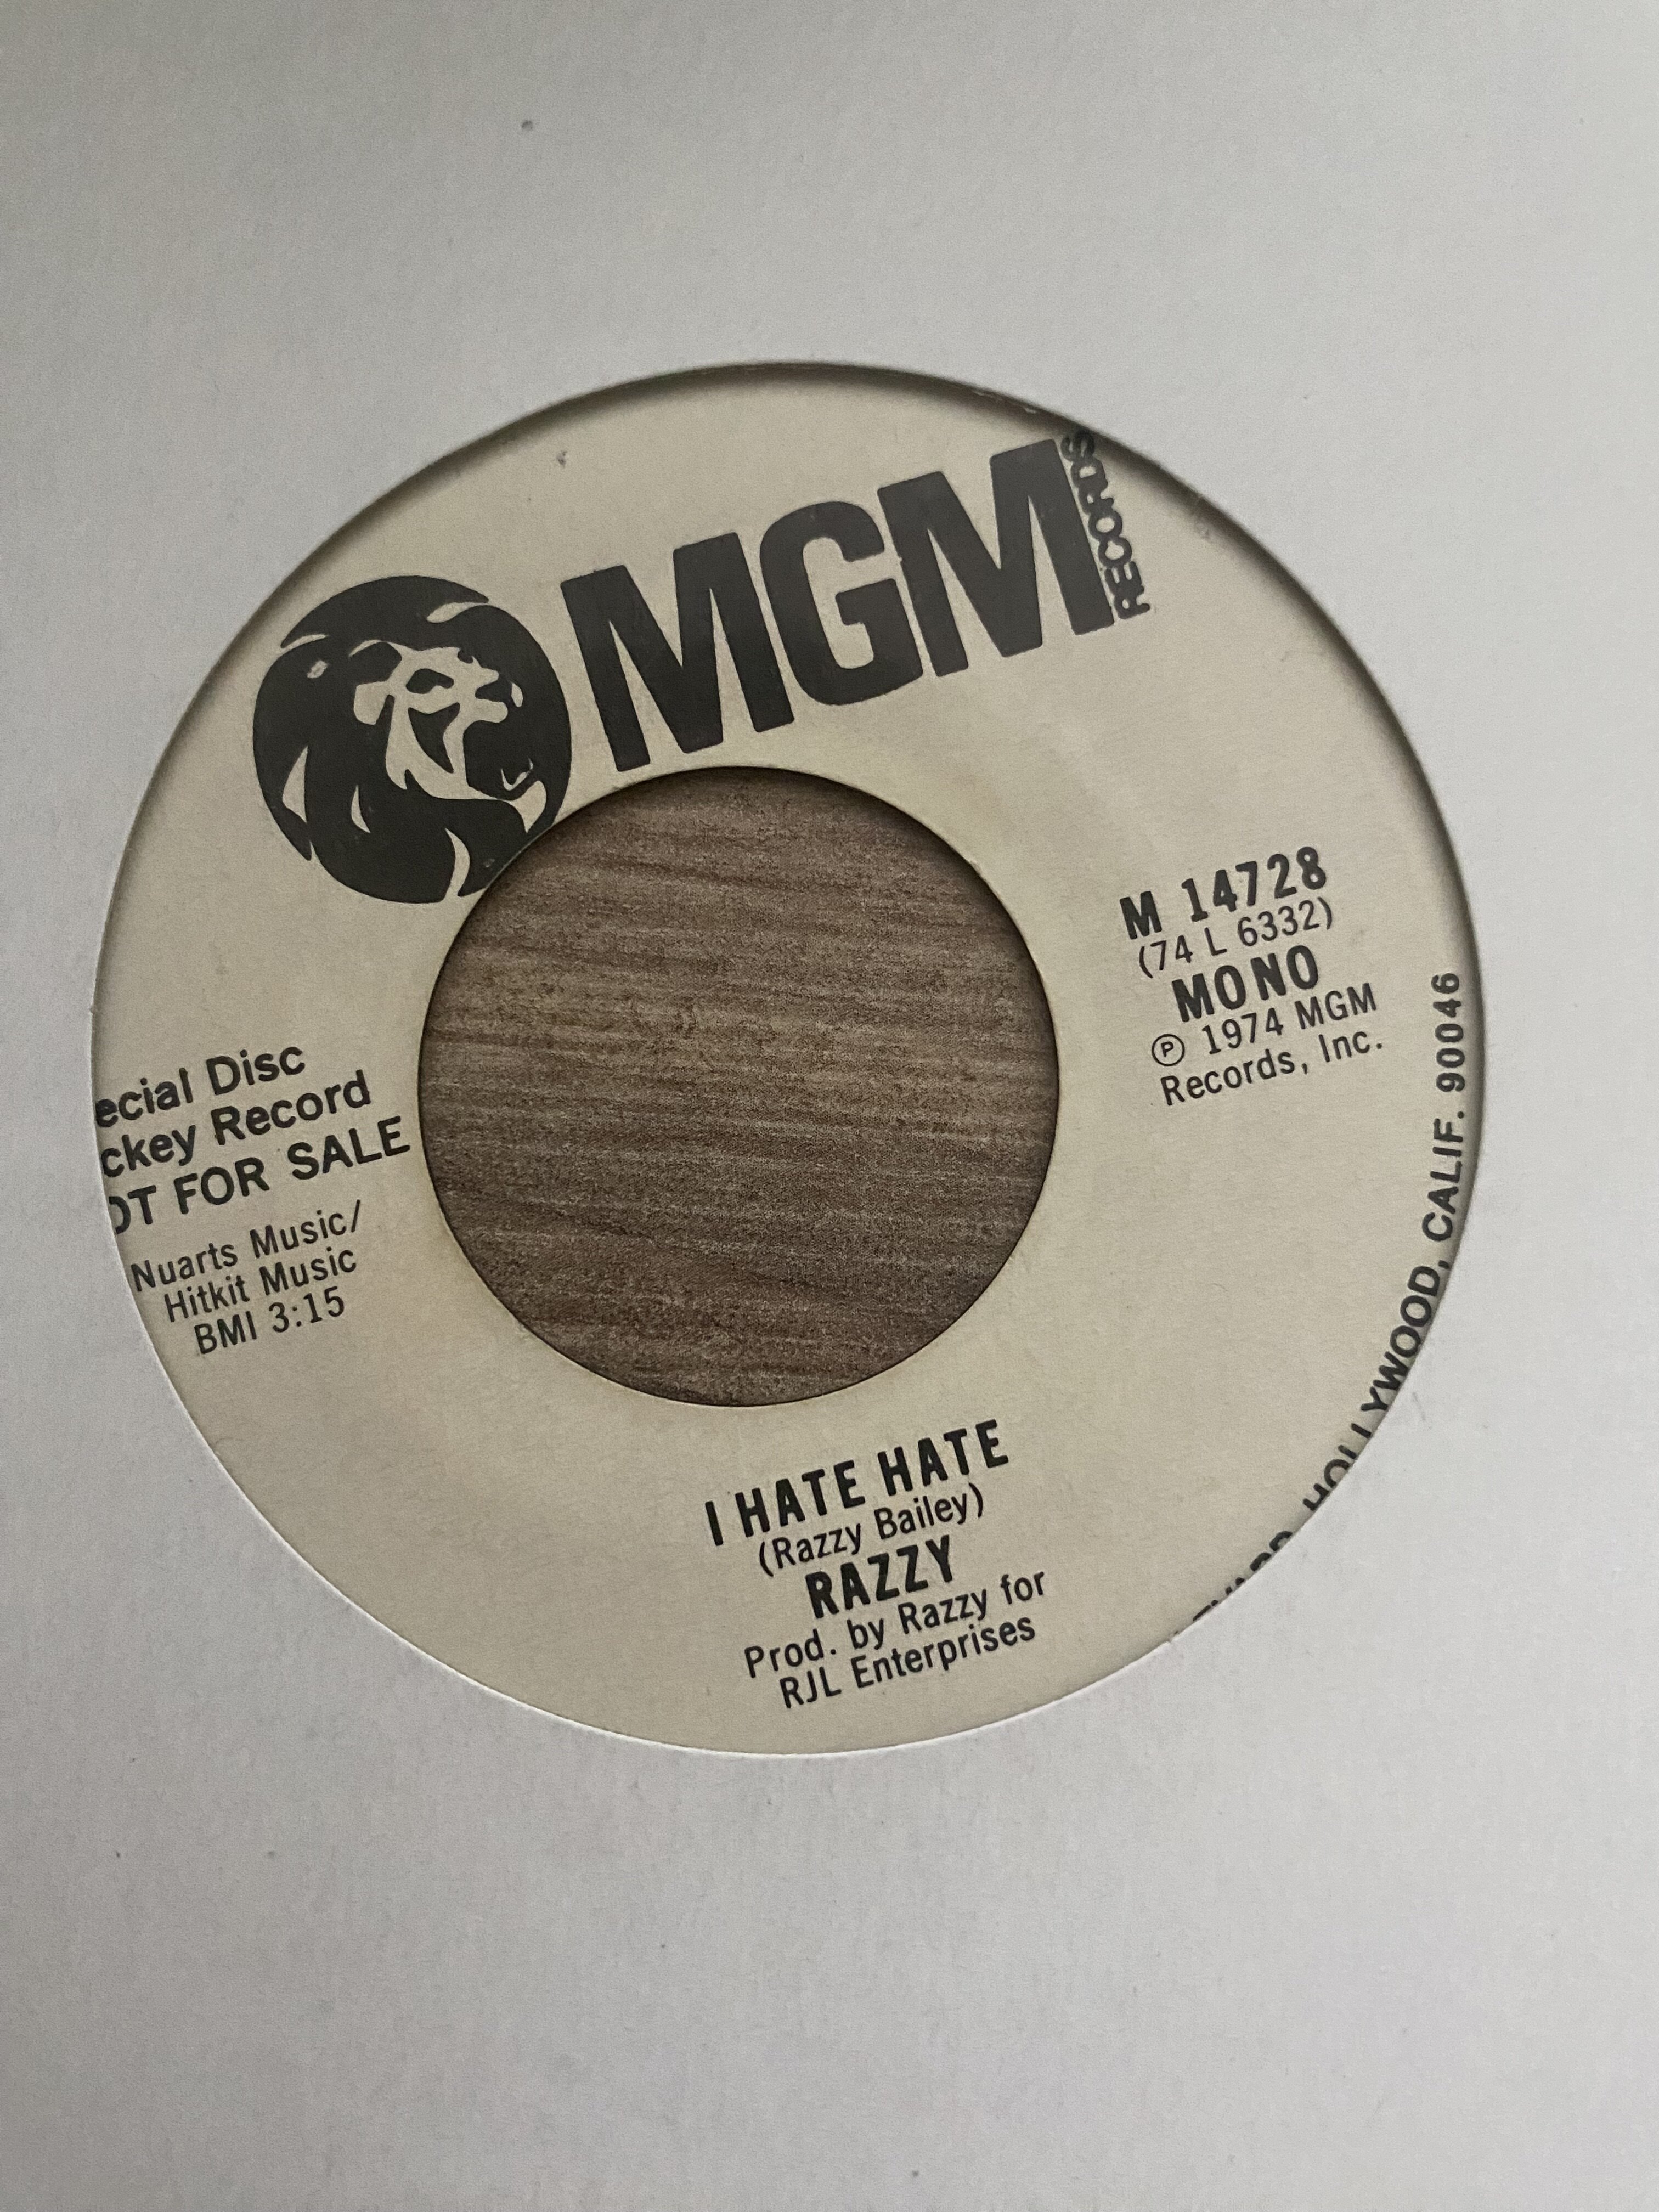 MGM
RECORDS
M 14728
(74 L 6332)
MONO
℗ 1974 MGM
Records, Inc.
ecial Disc
ckey Record
OT FOR SALE
Nuarts Music/
Hitkit Music
BMI 3:15
I HATE HATE
(Razzy Bailey)
RAZZY
Prod. by Razzy for
RJL Enterprises
HOLLYWOOD, CALIF. 90046